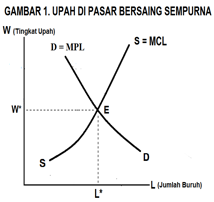 GAMBAR 1. UPAH DI PASAR BERSAING SEMPURNA
W (Tingkat Upah)
D = MPL
S = MCL
W*
E
S
D
L (Jumlah Buruh)
L*